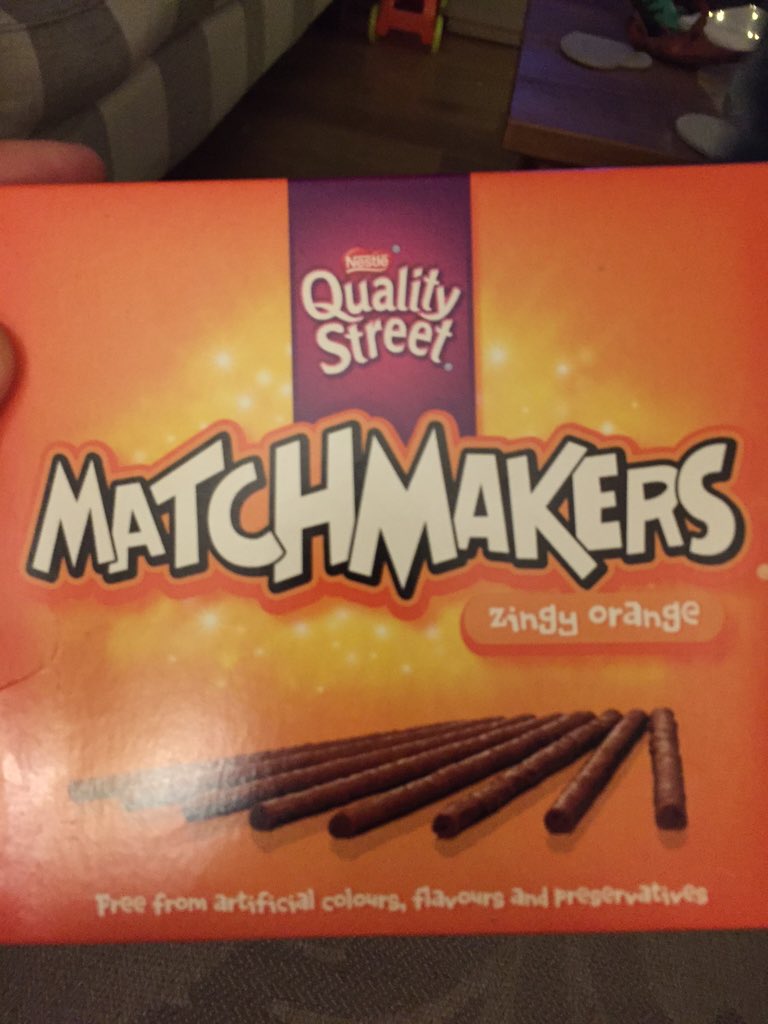 Nestlé
Quality
Street
MATCHMAKERS
zingy orange
Free from artificial colours, flavours and preservatives